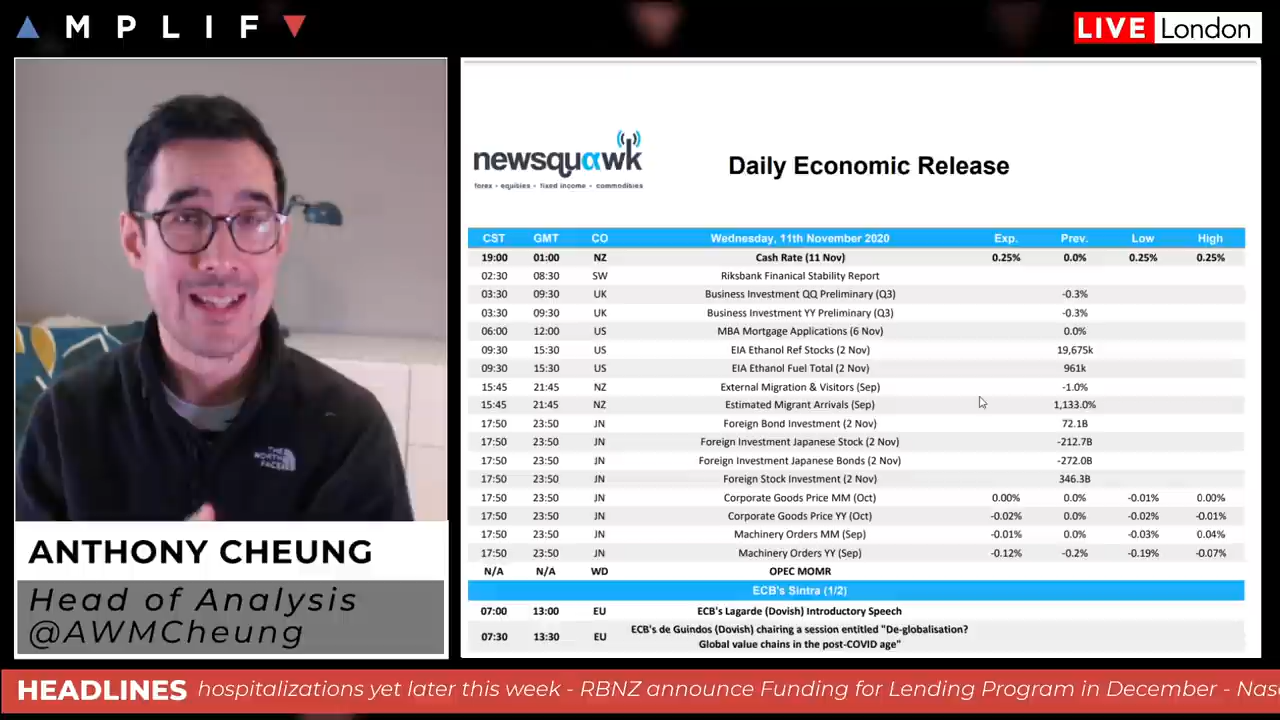 AMPLIFY
LIVE London
newsquawk
forex • equities • fixed income • commodities
Daily Economic Release
CST GMT CO Wednesday, 11th November 2020 Exp. Prev. Low High
19:00 01:00 NZ Cash Rate (11 Nov) 0.25% 0.0% 0.25% 0.25%
02:30 08:30 SW Riksbank Finanical Stability Report
03:30 09:30 UK Business Investment QQ Preliminary (Q3) -0.3%
03:30 09:30 UK Business Investment YY Preliminary (Q3) -0.3%
06:00 12:00 US MBA Mortgage Applications (6 Nov) 0.0%
09:30 15:30 US EIA Ethanol Ref Stocks (2 Nov) 19,675k
09:30 15:30 US EIA Ethanol Fuel Total (2 Nov) 961k
15:45 21:45 NZ External Migration & Visitors (Sep) -1.0%
15:45 21:45 NZ Estimated Migrant Arrivals (Sep) 1,133.0%
17:50 23:50 JN Foreign Bond Investment (2 Nov) 72.1B
17:50 23:50 JN Foreign Investment Japanese Stock (2 Nov) -212.7B
17:50 23:50 JN Foreign Investment Japanese Bonds (2 Nov) -272.0B
17:50 23:50 JN Foreign Stock Investment (2 Nov) 346.3B
17:50 23:50 JN Corporate Goods Price MM (Oct) 0.00% 0.0% -0.01% 0.00%
17:50 23:50 JN Corporate Goods Price YY (Oct) -0.02% 0.0% -0.02% -0.01%
17:50 23:50 JN Machinery Orders MM (Sep) -0.01% 0.0% -0.03% 0.04%
17:50 23:50 JN Machinery Orders YY (Sep) -0.12% -0.2% -0.19% -0.07%
N/A N/A WD OPEC MOMR
ECB's Sintra (1/2)
07:00 13:00 EU ECB's Lagarde (Dovish) Introductory Speech
07:30 13:30 EU ECB's de Guindos (Dovish) chairing a session entitled "De-globalisation?
Global value chains in the post-COVID age"
THE
NORTH
FACE
ANTHONY CHEUNG
Head of Analysis
@AWMCheung
HEADLINES hospitalizations yet later this week - RBNZ announce Funding for Lending Program in December - Nas